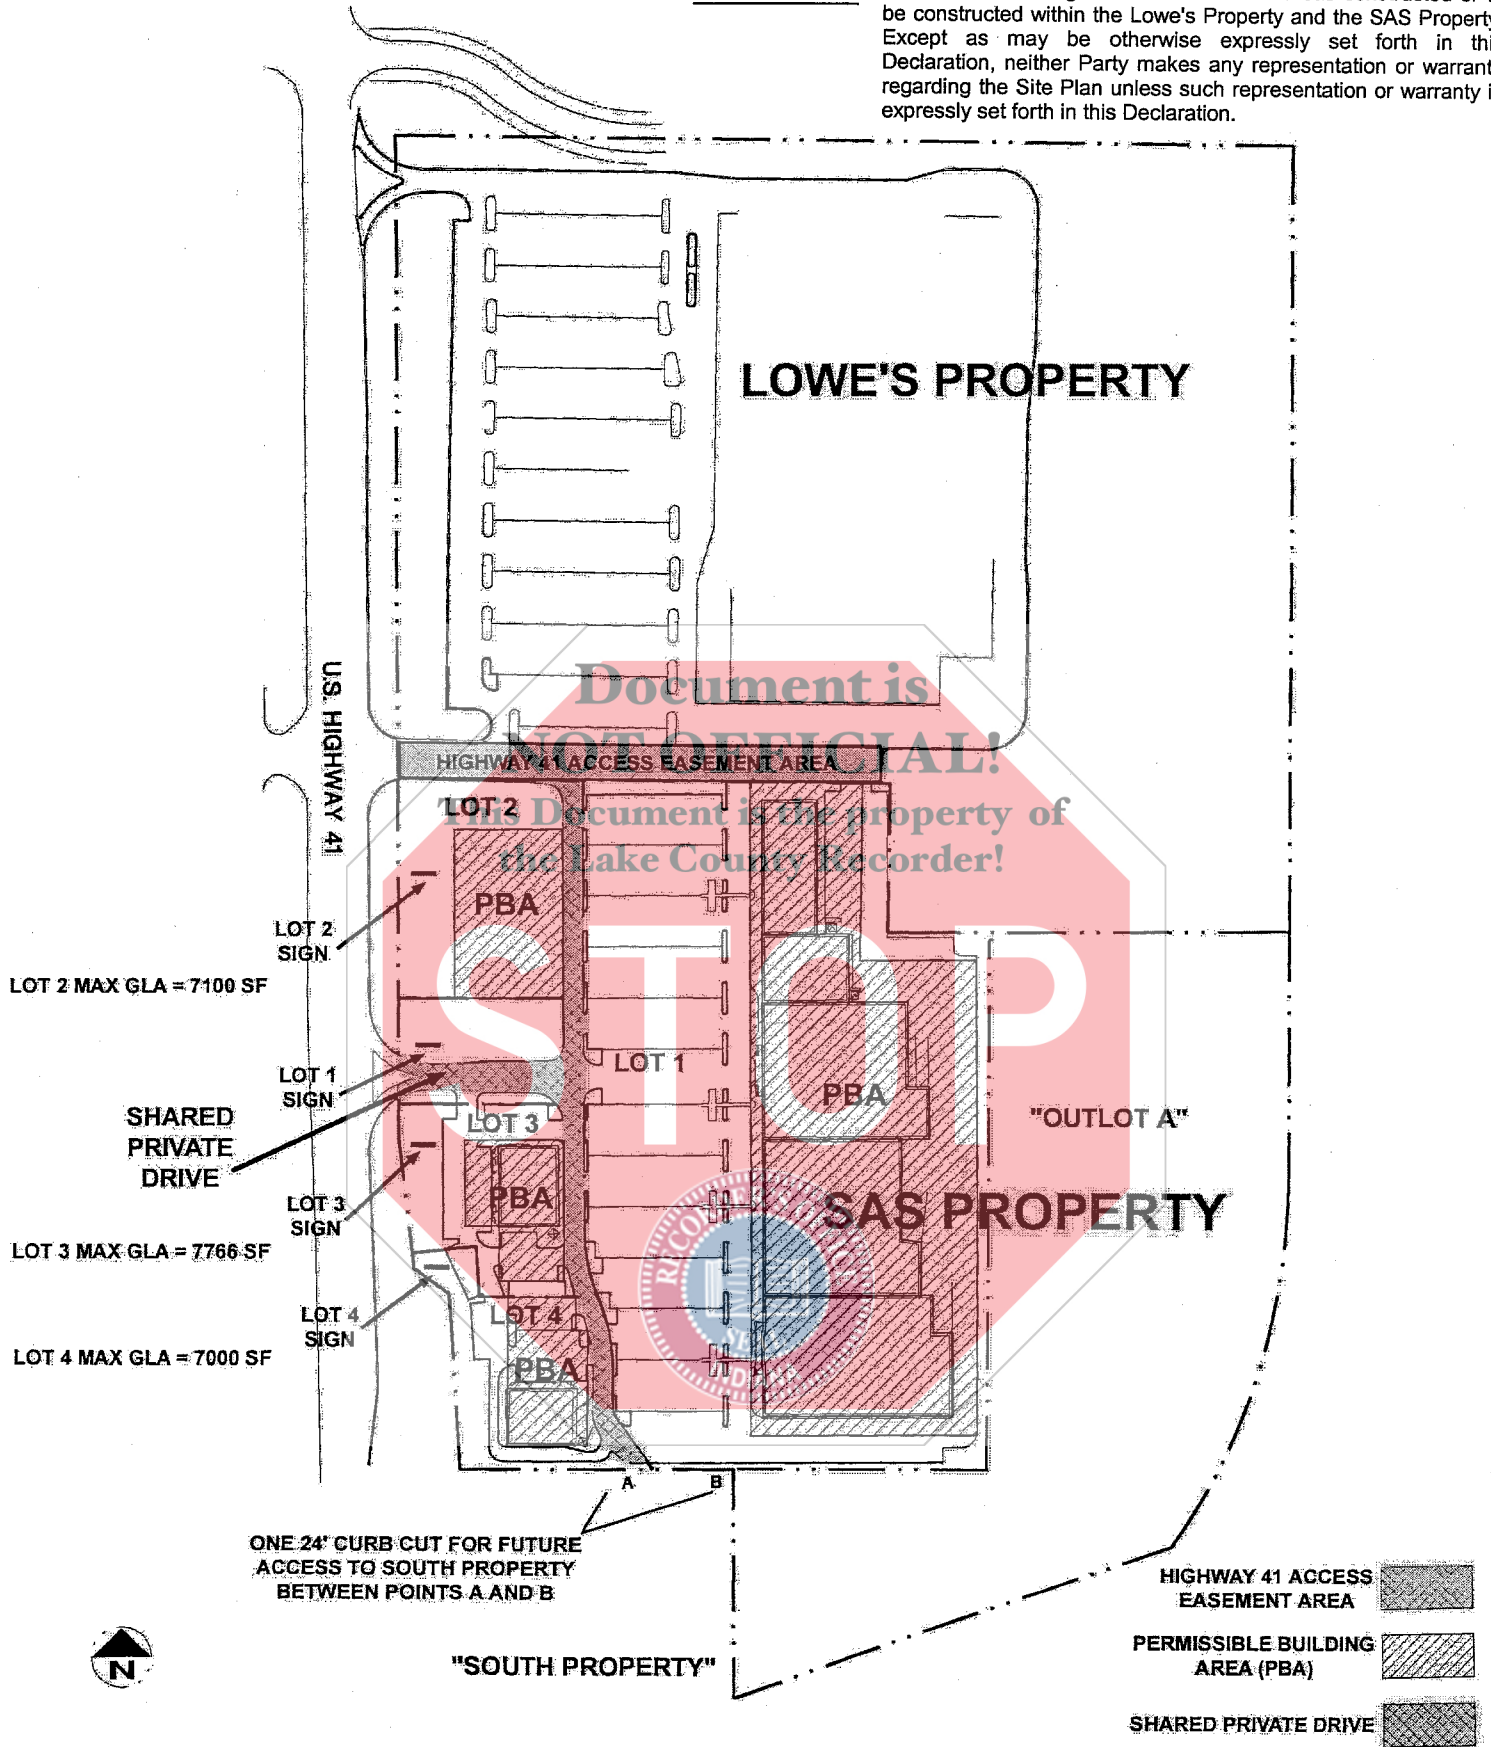 be constructed within the Lowe's Property and the SAS Property
Except as may be otherwise expressly set forth in
Declaration, neither Party makes any representation or
regarding the Site Plan unless such representation or warranty
expressly set forth in this Declaration.
LOWE'S PROPERTY
U.S. HIGHWAY 41
Document is
NOT OFFICIAL!
HIGHWAY 41 ACCESS EASEMENT AREA
LOT 2
This Document is the property of
the Lake County Recorder!
PBA
LOT 2
SIGN
LOT 2 MAX GLA = 7100 SF
STOP
LOT 1
LOT 1
SIGN
PBA
SHARED
PRIVATE
DRIVE
LOT 3
"OUTLOT A"
PBA
LOT 3
SIGN
SAS PROPERTY
LOT 3 MAX GLA = 7766 SF
RECORDER'S OFFICE
SEAL
INDIANA
LOT 4
LOT 4
SIGN
LOT 4 MAX GLA = 7000 SF
PBA
A
B
ONE 24' CURB CUT FOR FUTURE
ACCESS TO SOUTH PROPERTY
BETWEEN POINTS A AND B
HIGHWAY 41 ACCESS
EASEMENT AREA
PERMISSIBLE BUILDING
AREA (PBA)
N
"SOUTH PROPERTY"
SHARED PRIVATE DRIVE